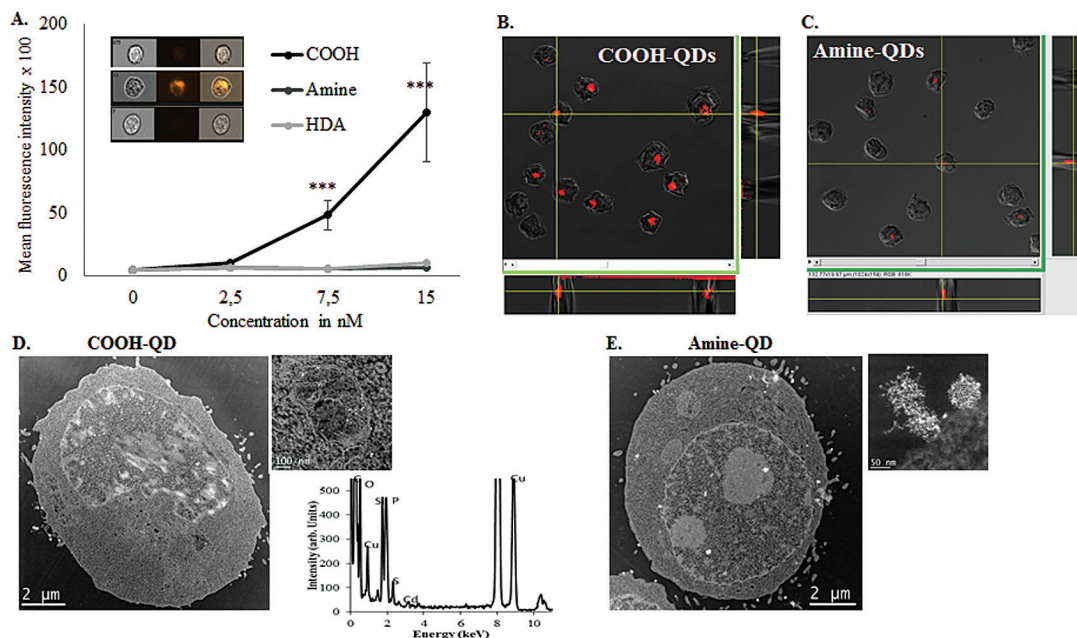 A.
Mean fluorescence intensity x 100
200
150
100
50
0
COOH
Amine
HDA
***
***
0 2,5 7,5 15
Concentration in nM
B.
COOH-QDs
C.
Amine-QDs
D. COOH-QD
2 µm
100 nm
Intensity (arb. Units)
500
400
300
200
100
0
O
Cu
S
P
S
Cd
Cu
0 2 4 6 8 10
Energy (keV)
E. Amine-QD
2 µm
50 nm